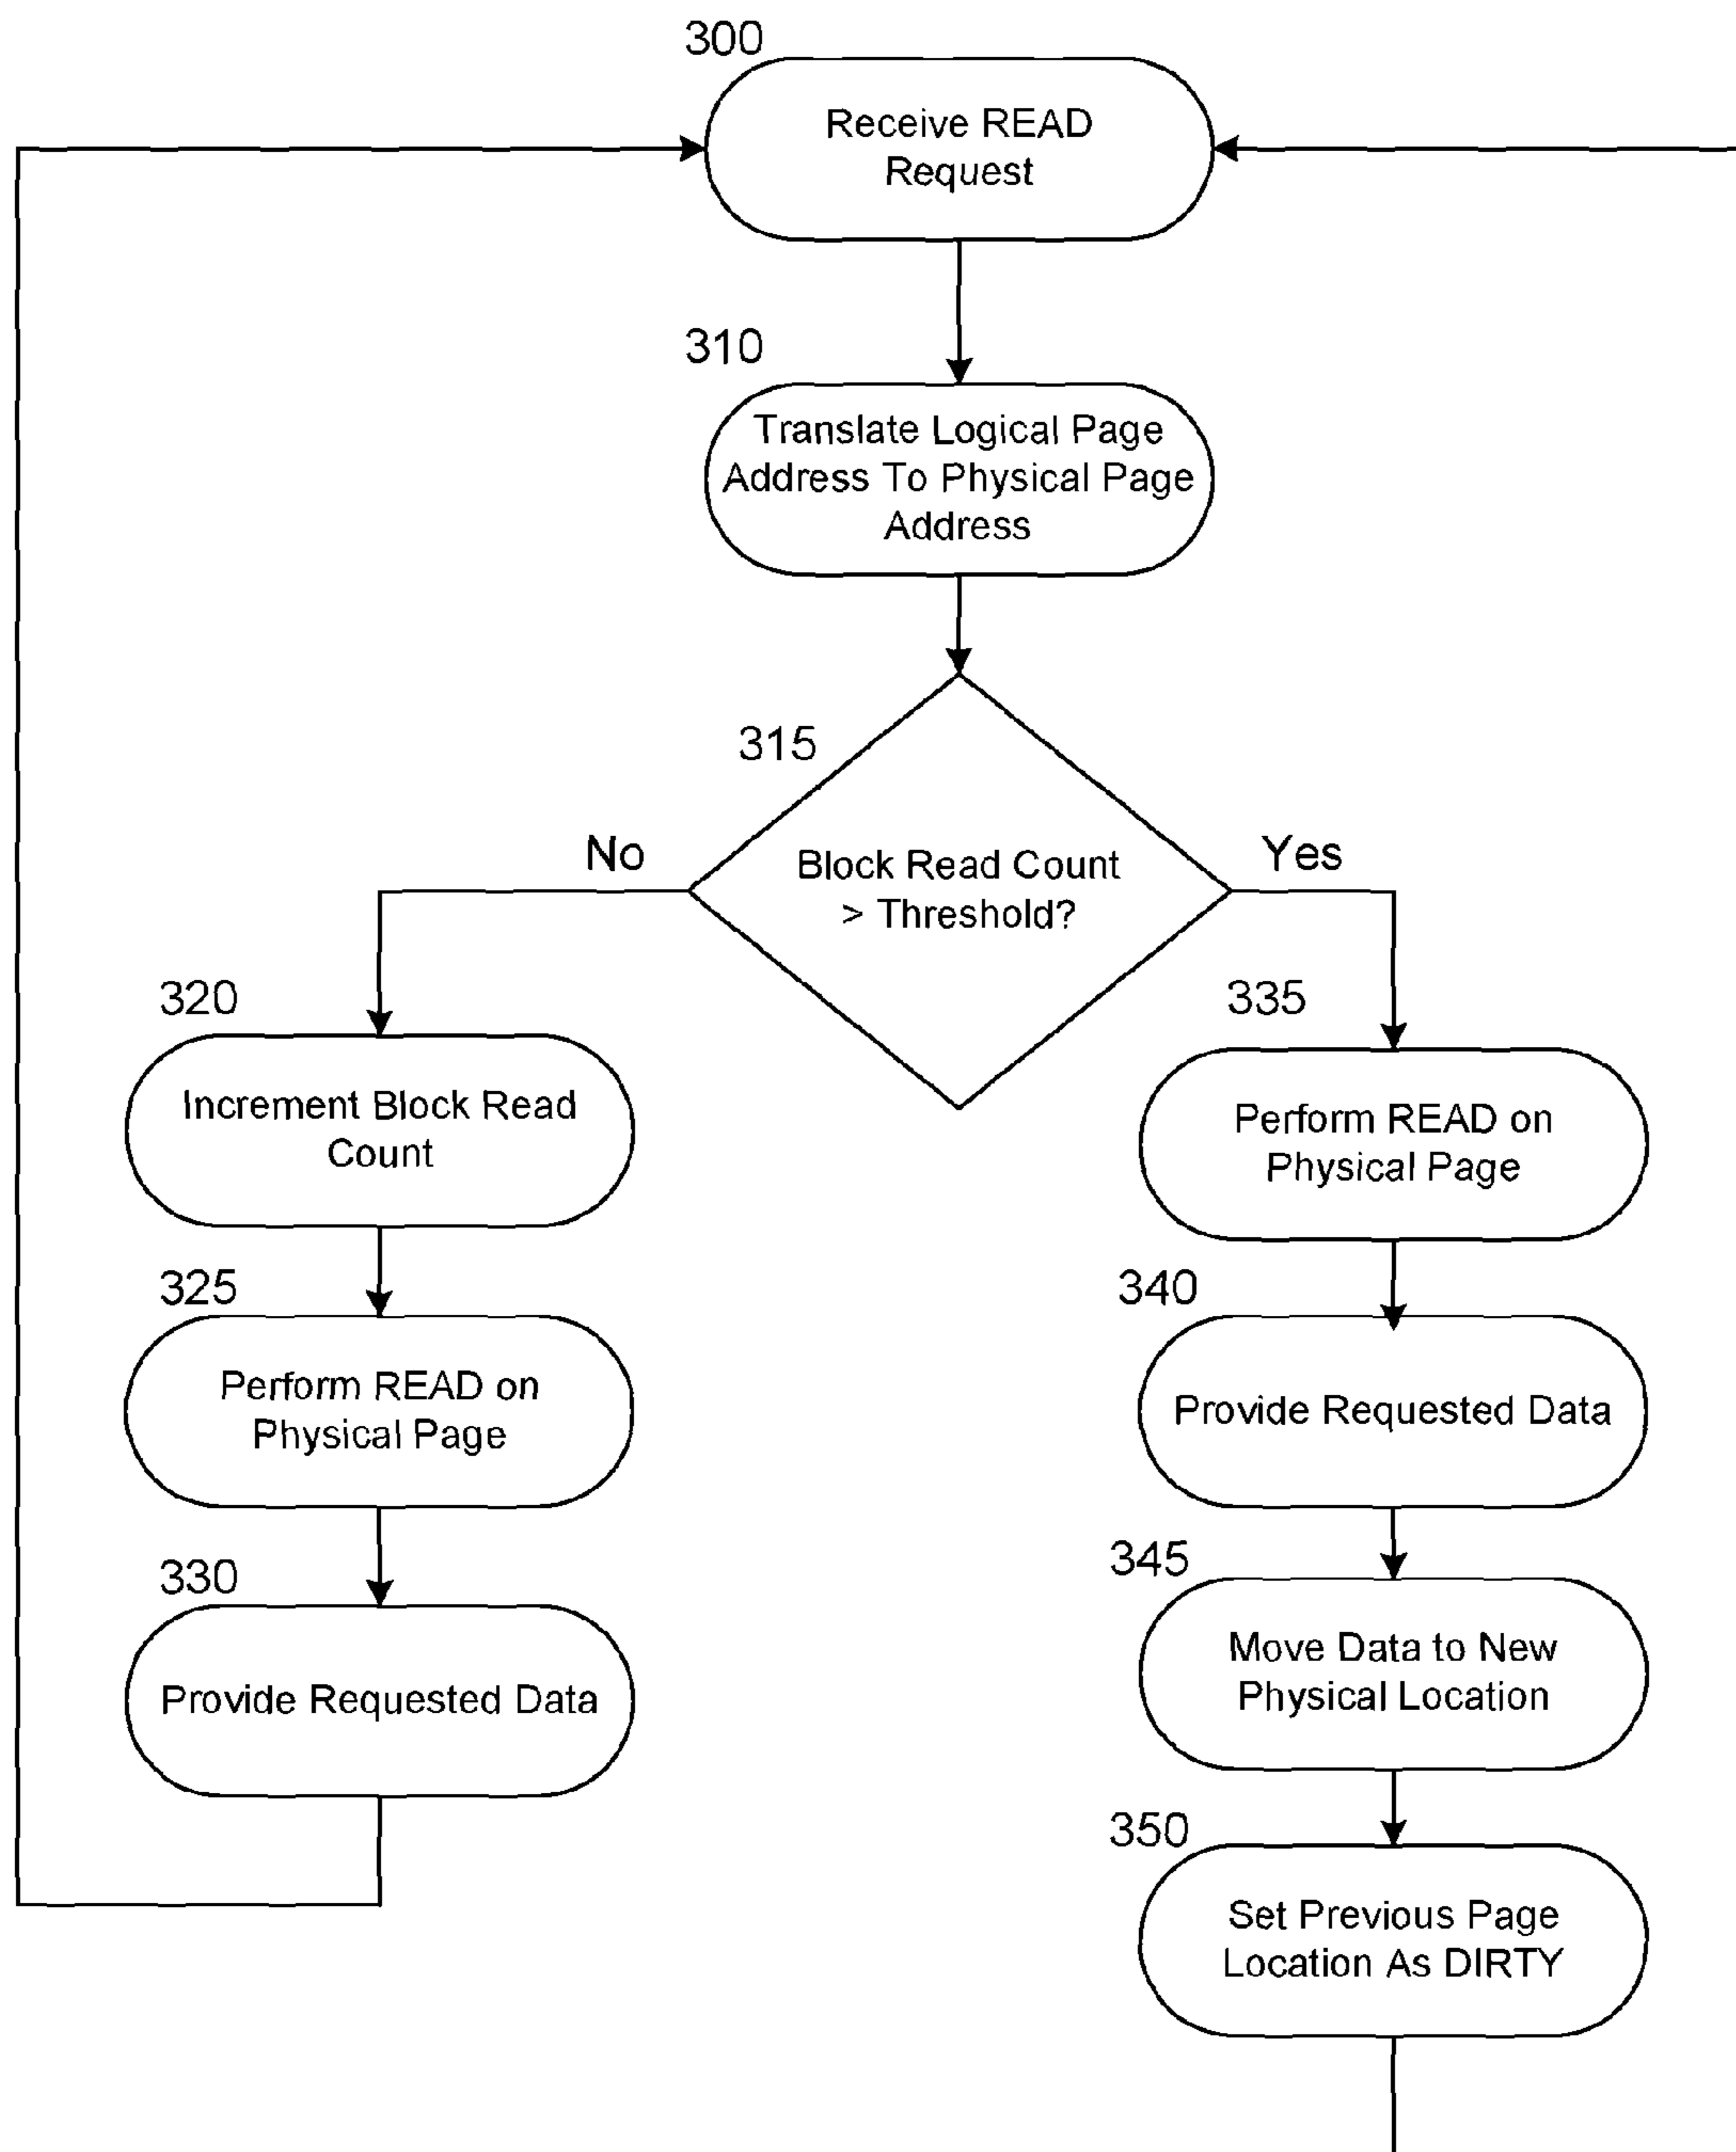 300
Receive READ
Request
310
Translate Logical Page
Address To Physical Page
Address
315
No
Block Read Count
> Threshold?
Yes
320
Increment Block Read
Count
335
Perform READ on
Physical Page
325
Perform READ on
Physical Page
340
Provide Requested Data
330
Provide Requested Data
345
Move Data to New
Physical Location
350
Set Previous Page
Location As DIRTY